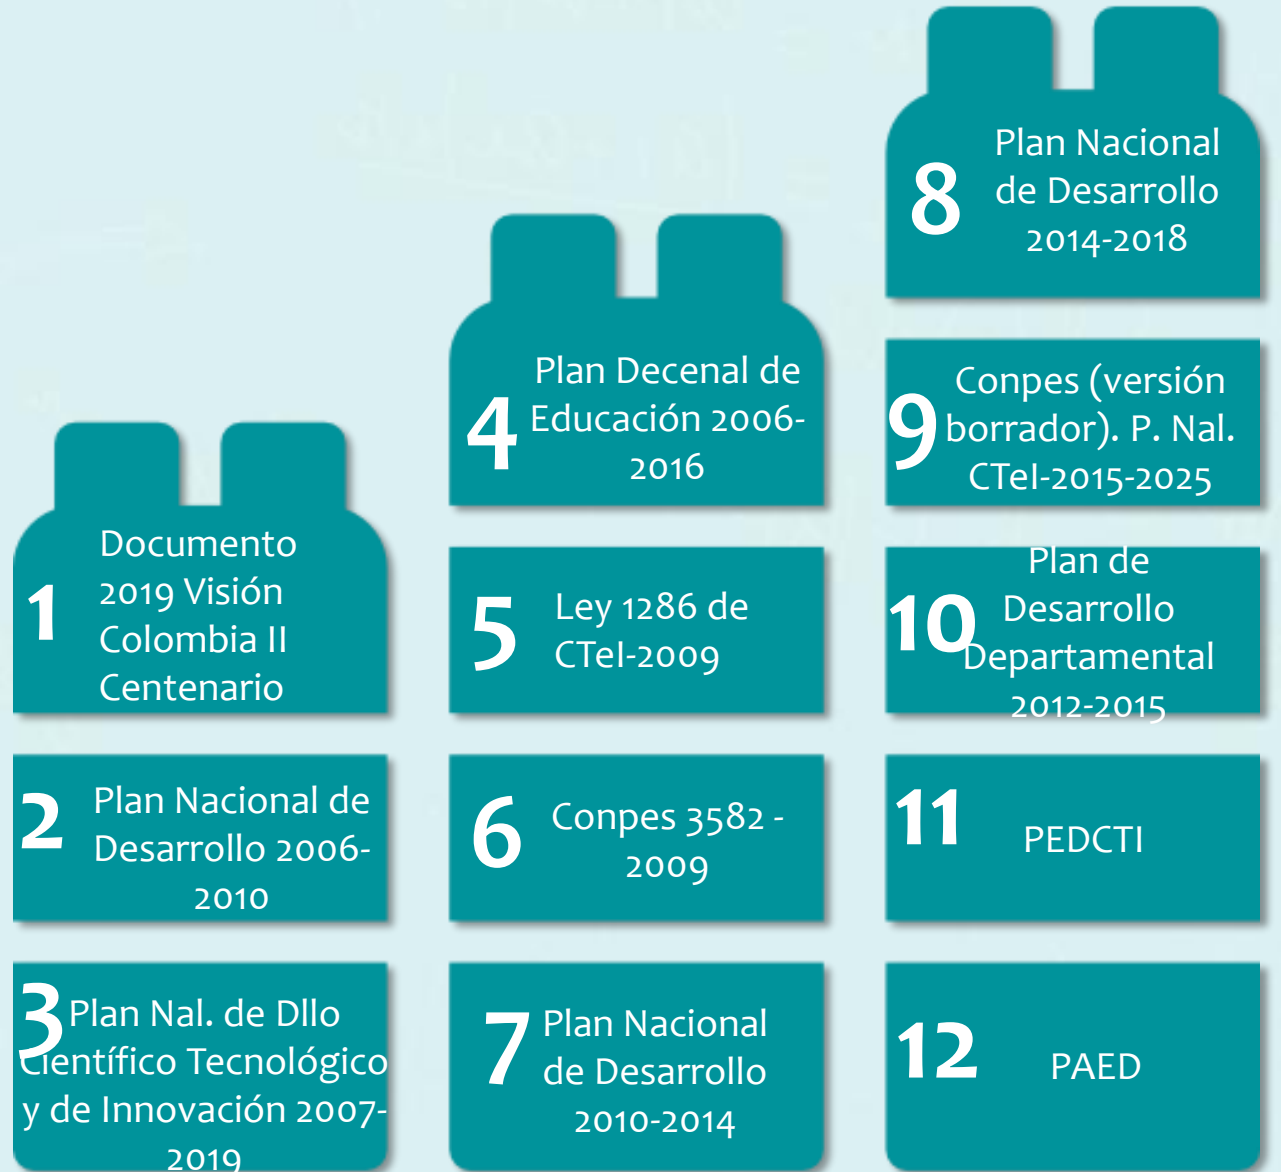 1
Documento
2019 Visión
Colombia II
Centenario
2
Plan Nacional de
Desarrollo 2006-
2010
3
Plan Nal. de Dllo
Científico Tecnológico
y de Innovación 2007-
2019
4
Plan Decenal de
Educación 2006-
2016
5
Ley 1286 de
CTeI-2009
6
Conpes 3582 -
2009
7
Plan Nacional
de Desarrollo
2010-2014
8
Plan Nacional
de Desarrollo
2014-2018
9
Conpes (versión
borrador). P. Nal.
CTeI-2015-2025
10
Plan de
Desarrollo
Departamental
2012-2015
11
PEDCTI
12
PAED